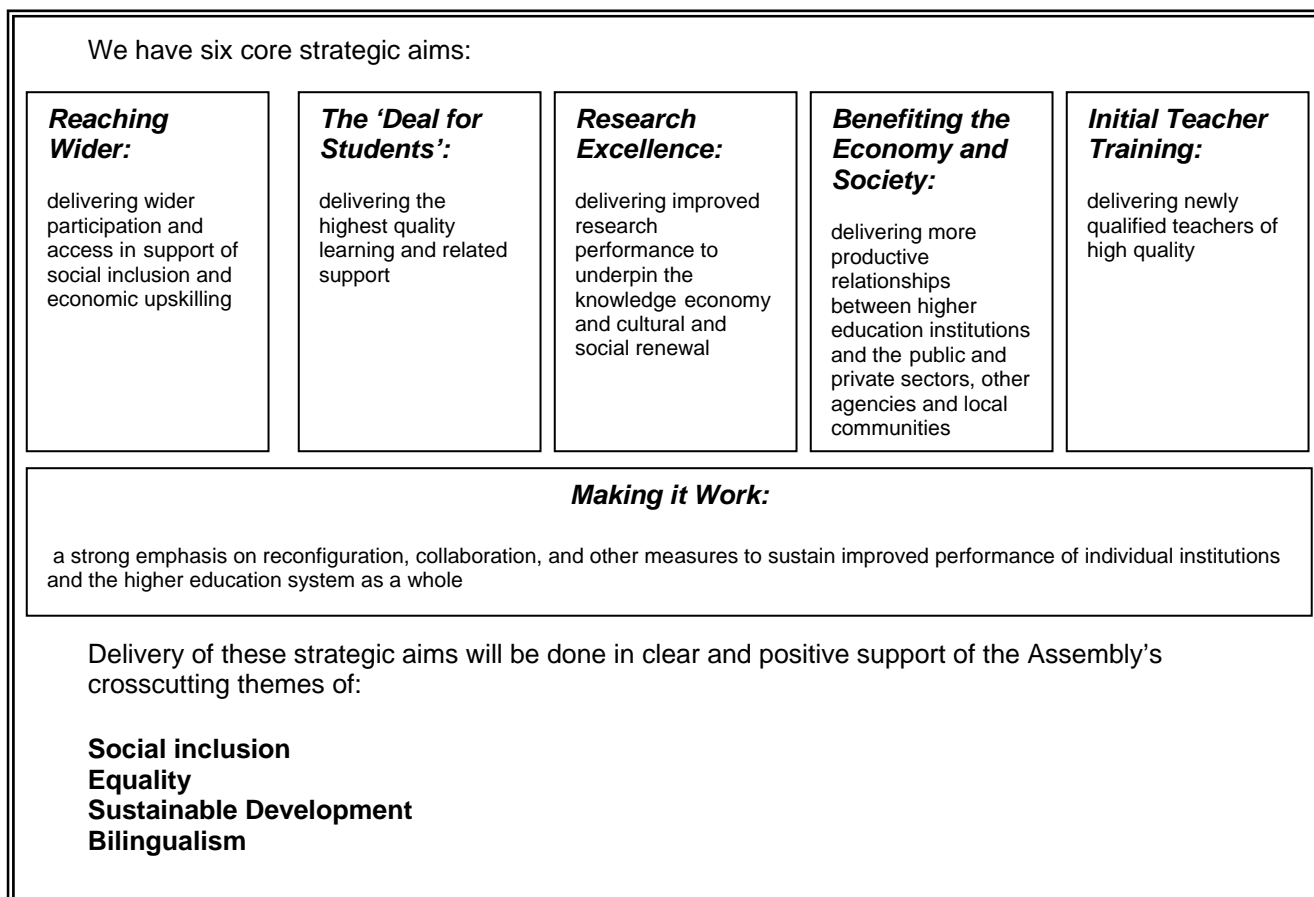 We have six core strategic aims:
Reaching
Wider:
delivering wider
participation and
access in support of
social inclusion and
economic upskilling
The ‘Deal for
Students’:
delivering the
highest quality
learning and related
support
Research
Excellence:
delivering improved
research
performance to
underpin the
knowledge economy
and cultural and
social renewal
Benefiting the
Economy and
Society:
delivering more
productive
relationships
between higher
education institutions
and the public and
private sectors, other
agencies and local
communities
Initial Teacher
Training:
delivering newly
qualified teachers of
high quality
Making it Work:
a strong emphasis on reconfiguration, collaboration, and other measures to sustain improved performance of individual institutions
and the higher education system as a whole
Delivery of these strategic aims will be done in clear and positive support of the Assembly’s
crosscutting themes of:
Social inclusion
Equality
Sustainable Development
Bilingualism